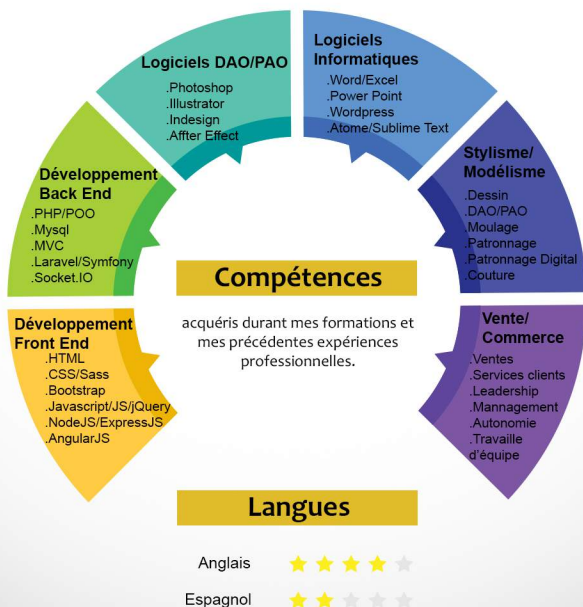 Logiciels DAO/PAO
.Photoshop
.Illustrator
.Indesign
.Affter Effect
Logiciels
Informatiques
.Word/Excel
.Power Point
.Wordpress
.Atome/Sublime Text
Développement
Back End
.PHP/POO
.Mysql
.MVC
.Laravel/Symfony
.Socket.IO
Stylisme/
Modélisme
.Dessin
.DAO/PAO
.Moulage
.Patronnage
.Patronnage Digital
.Couture
Développement
Front End
.HTML
.CSS/Sass
.Bootstrap
.Javascript/JS/jQuery
.NodeJS/ExpressJS
.AngularJS
Vente/
Commerce
.Ventes
.Services clients
.Leadership
.Mannagement
.Autonomie
.Travaille
d'équipe
Compétences
acquéris durant mes formations et
mes précédentes expériences
professionnelles.
Langues
Anglais
Espagnol